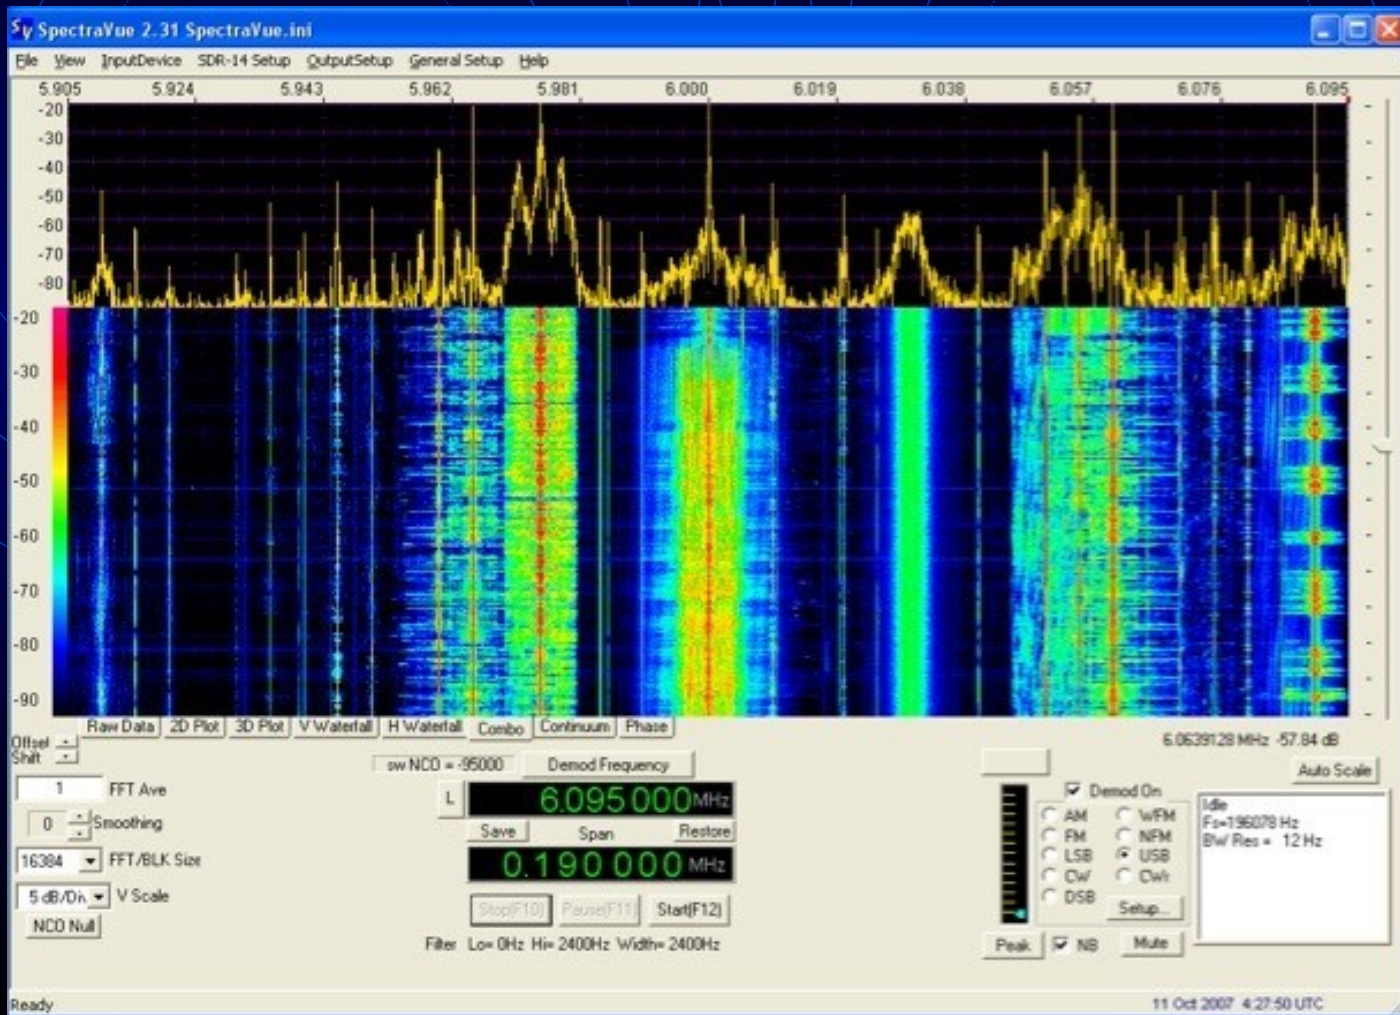 SpectraVue 2.31 SpectraVue.ini
File View InputDevice SDR-14 Setup OutputSetup General Setup Help
5.905 5.924 5.943 5.962 5.981 6.000 6.019 6.038 6.057 6.076 6.095
-20
-30
-40
-50
-60
-70
-80
-20
-30
-40
-50
-60
-70
-80
-90
Raw Data 2D Plot 3D Plot V Waterfall H Waterfall Combo Continuum Phase
Offset
Shift
6.0639128 MHz -57.84 dB
sw NCO = -95000 Demod Frequency
Auto Scale
1 FFT Ave
L 6.095 000 MHz
Demod On
0 Smoothing
Save Span Restore
AM WFM
FM NFM
LSB USB
CW CWr
DSB
Idle
Fs=196078 Hz
BW Res = 12 Hz
16384 FFT/BLK Size
0.190 000 MHz
5 dB/Div V Scale
Stop(F10) Pause(F11) Start(F12)
Setup...
NCO Null
Filter Lo= 0Hz Hi= 2400Hz Width= 2400Hz
Peak NB Mute
Ready
11 Oct 2007 4:27:50 UTC